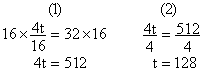 (1) (2)
16 × 4t/16 = 32 × 16 4t/4 = 512/4
4t = 512 t = 128